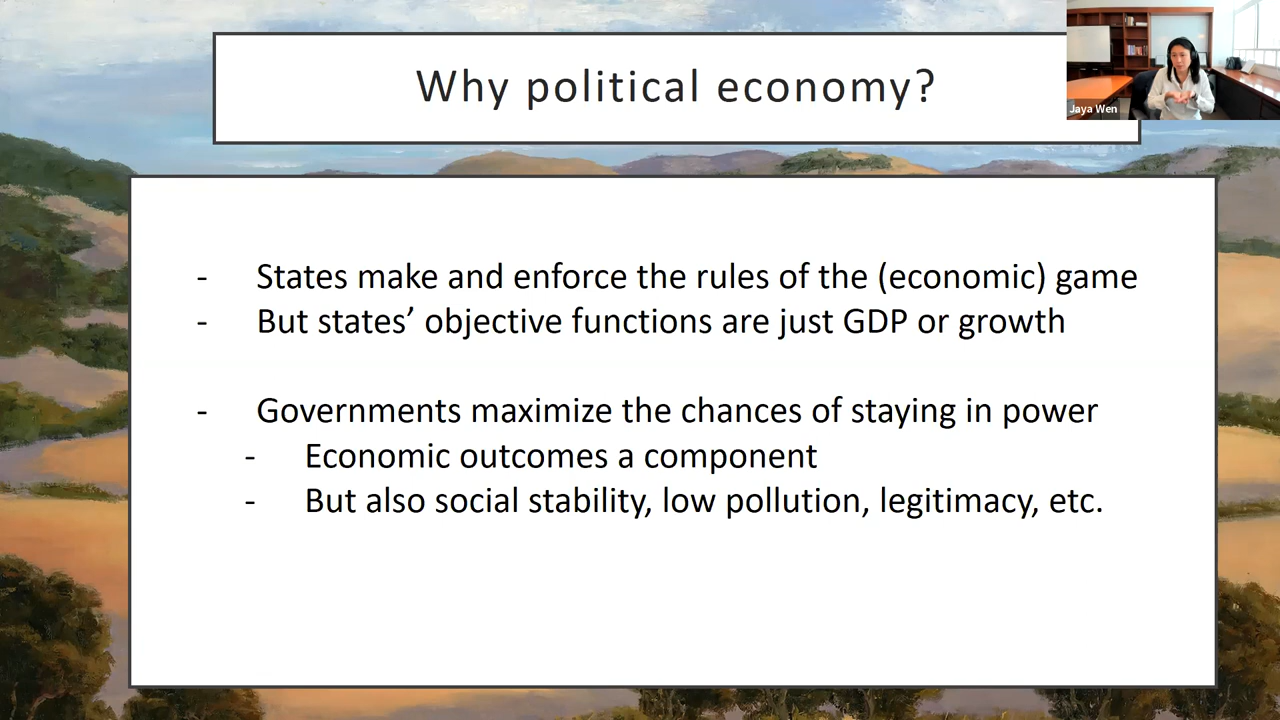 Why political economy?
Jaya Wen
- States make and enforce the rules of the (economic) game
- But states’ objective functions are just GDP or growth
- Governments maximize the chances of staying in power
- Economic outcomes a component
- But also social stability, low pollution, legitimacy, etc.